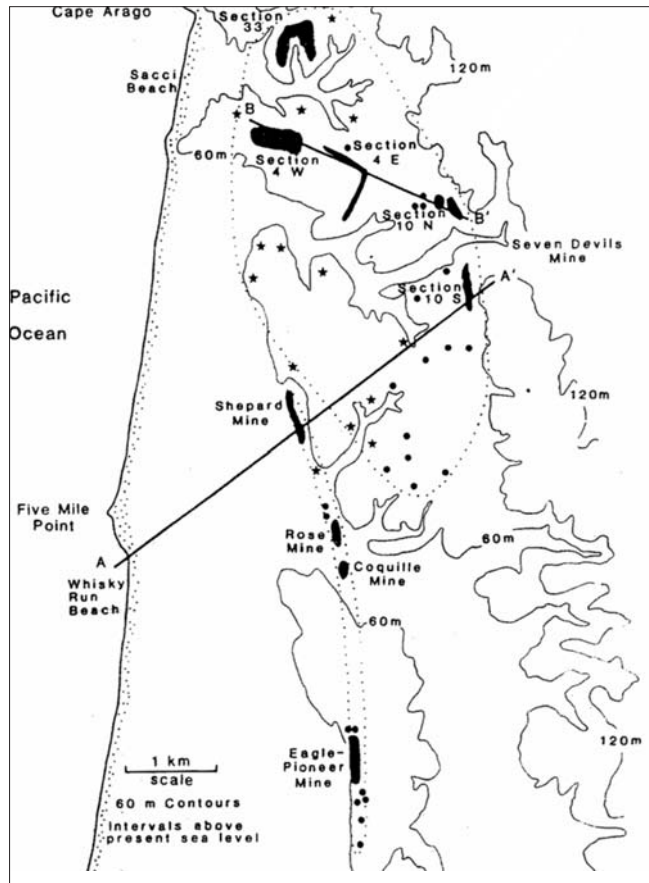 Cape Arago
Section
33
120m
Sacci
Beach
B
60m
Section
4 W
Section
4 E
Section
10 N
B'
Seven Devils
Mine
Section
10 S
A'
Pacific
Ocean
Shepard
Mine
120m
Five Mile
Point
60m
Rose
Mine
A
Coquille
Mine
Whisky
Run
Beach
60m
Eagle-
Pioneer
Mine
120m
1 km
scale
60 m Contours
Intervals above
present sea level